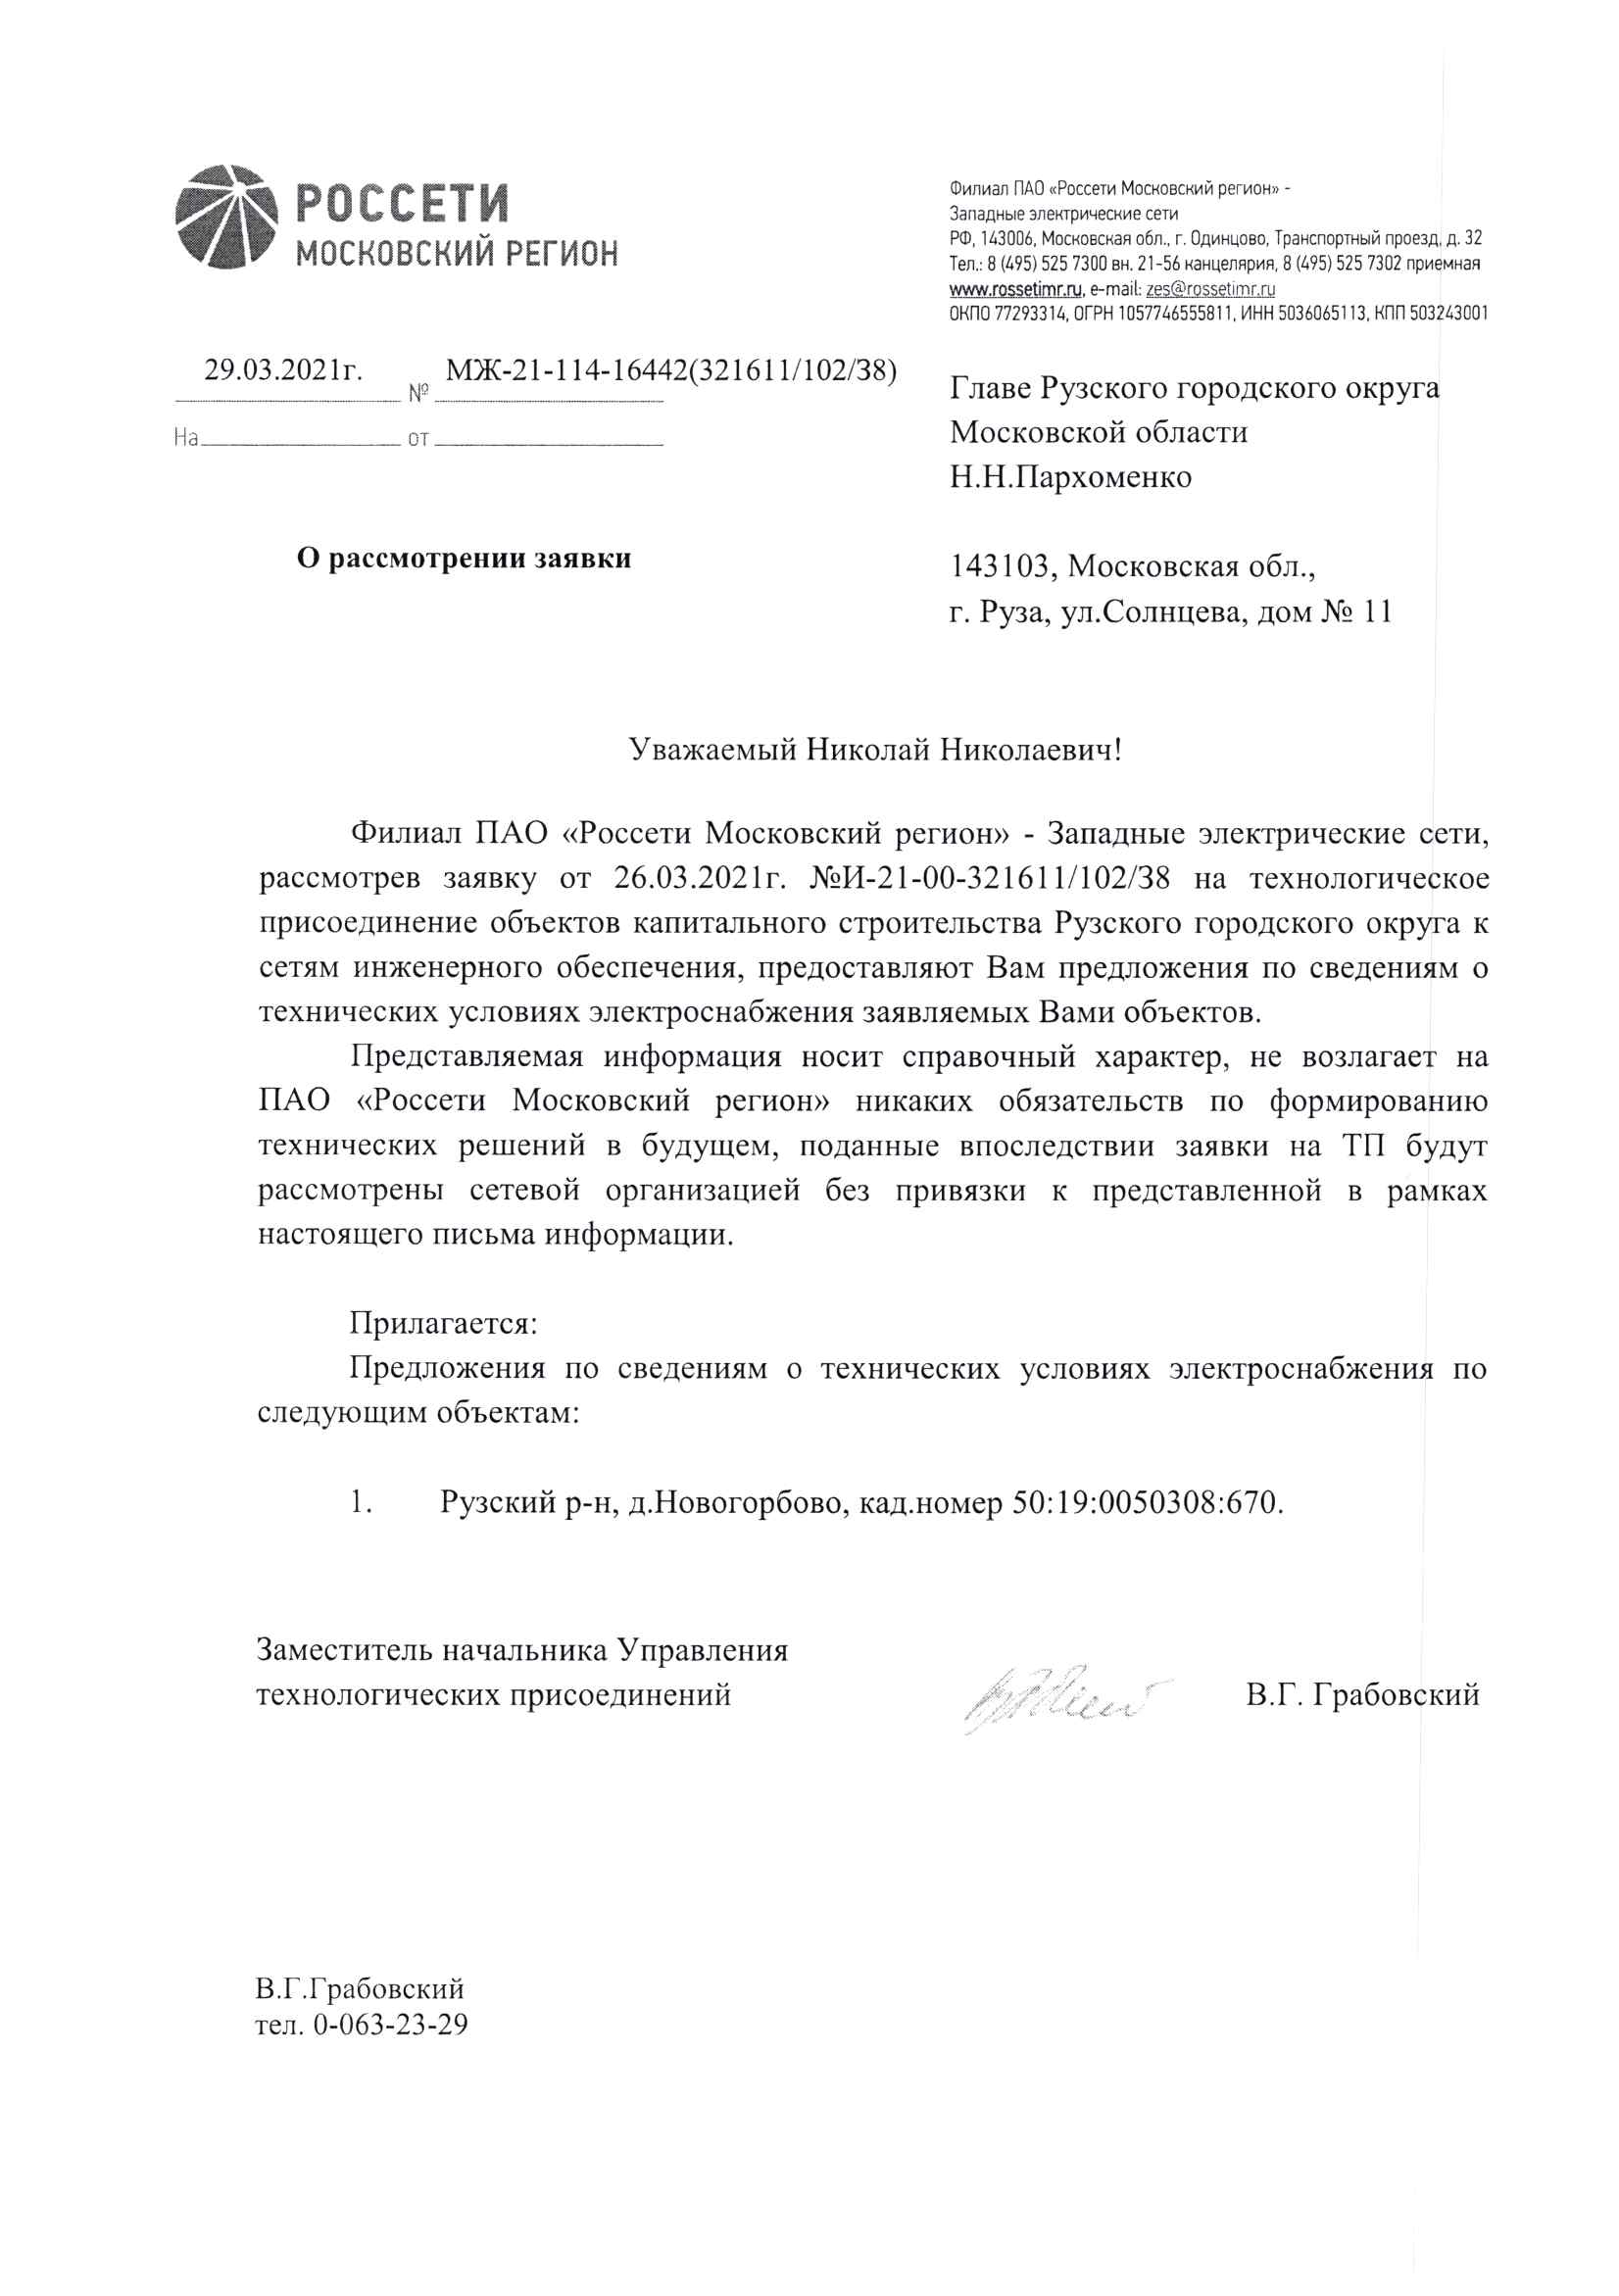 РОССЕТИ
МОСКОВСКИЙ РЕГИОН
Филиал ПАО «Россети Московский регион» -
Западные электрические сети
РФ, 143006, Московская обл., г. Одинцово, Транспортный проезд, д. 32
Тел.: 8 (495) 525 7300 вн. 21-56 канцелярия, 8 (495) 525 7302 приемная
www.rossetimr.ru, e-mail: zes@rossetimr.ru
ОКПО 77293314, ОГРН 1057746555811, ИНН 5036065113, КПП 503243001
29.03.2021г. № МЖ-21-114-16442(321611/102/З8)
На от
Главе Рузского городского округа
Московской области
Н.Н.Пархоменко
О рассмотрении заявки
143103, Московская обл.,
г. Руза, ул.Солнцева, дом № 11
Уважаемый Николай Николаевич!
Филиал ПАО «Россети Московский регион» - Западные электрические сети,
рассмотрев заявку от 26.03.2021г. №И-21-00-321611/102/З8 на технологическое
присоединение объектов капитального строительства Рузского городского округа к
сетям инженерного обеспечения, предоставляют Вам предложения по сведениям о
технических условиях электроснабжения заявляемых Вами объектов.
Представляемая информация носит справочный характер, не возлагает на
ПАО «Россети Московский регион» никаких обязательств по формированию
технических решений в будущем, поданные впоследствии заявки на ТП будут
рассмотрены сетевой организацией без привязки к представленной в рамках
настоящего письма информации.
Прилагается:
Предложения по сведениям о технических условиях электроснабжения по
следующим объектам:
1. Рузский р-н, д.Новогорбово, кад.номер 50:19:0050308:670.
Заместитель начальника Управления
технологических присоединений В.Г. Грабовский
В.Г.Грабовский
тел. 0-063-23-29